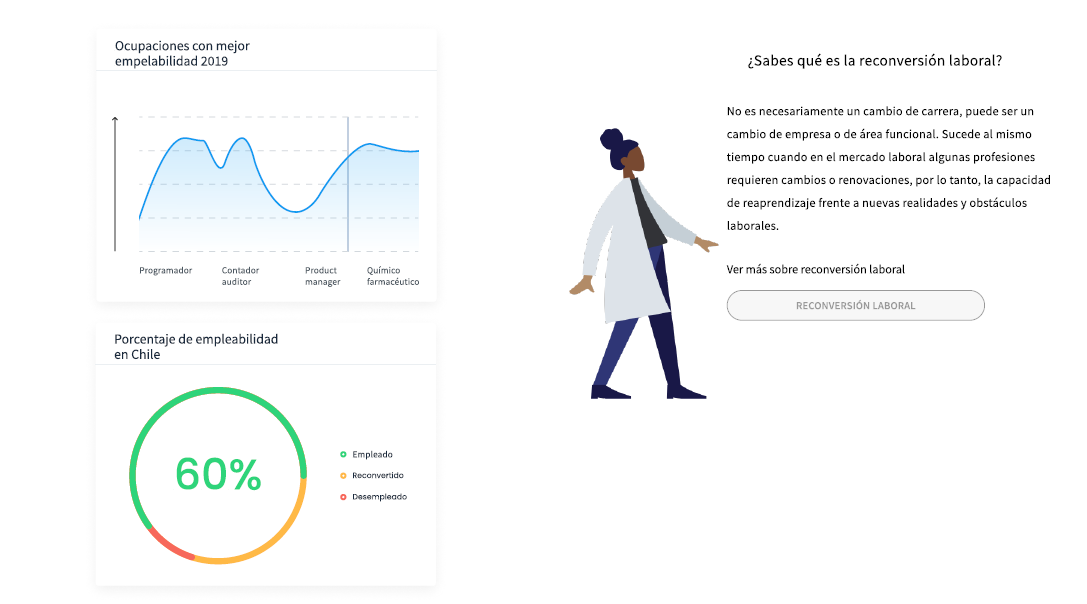 Ocupaciones con mejor
empelabilidad 2019
Programador
Contador
auditor
Product
manager
Químico
farmacéutico
Porcentaje de empleabilidad
en Chile
60%
Empleado
Reconvertido
Desempleado
¿Sabes qué es la reconversión laboral?
No es necesariamente un cambio de carrera, puede ser un
cambio de empresa o de área funcional. Sucede al mismo
tiempo cuando en el mercado laboral algunas profesiones
requieren cambios o renovaciones, por lo tanto, la capacidad
de reaprendizaje frente a nuevas realidades y obstáculos
laborales.
Ver más sobre reconversión laboral
RECONVERSIÓN LABORAL